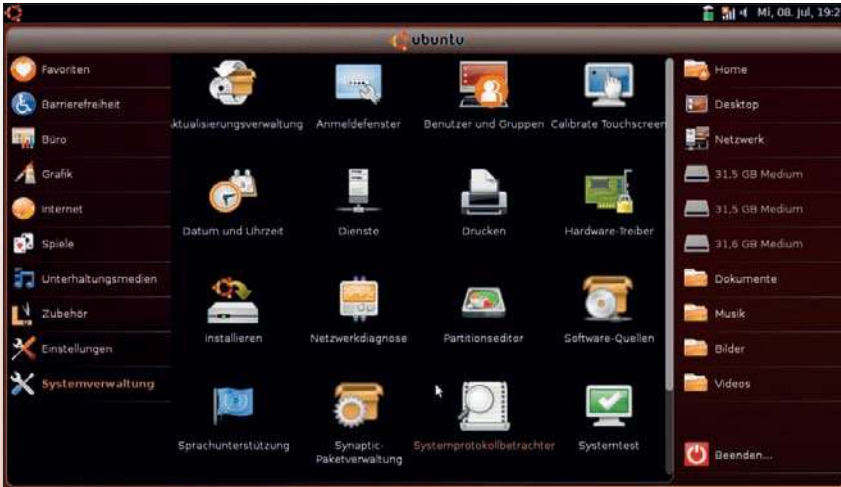 Mi, 08. Jul, 19:2
ubuntu
Favoriten
Barrierefreiheit
Büro
Grafik
Internet
Spiele
Unterhaltungsmedien
Zubehör
Einstellungen
Systemverwaltung
Aktualisierungsverwaltung
Anmeldefenster
Benutzer und Gruppen
Calibrate Touchscreen
Datum und Uhrzeit
Dienste
Drucken
Hardware-Treiber
Installieren
Netzwerkdiagnose
Partitionseditor
Software-Quellen
Sprachunterstützung
Synaptic-
Paketverwaltung
Systemprotokollbetrachter
Systemtest
Home
Desktop
Netzwerk
31,5 GB Medium
31,5 GB Medium
31,6 GB Medium
Dokumente
Musik
Bilder
Videos
Beenden...